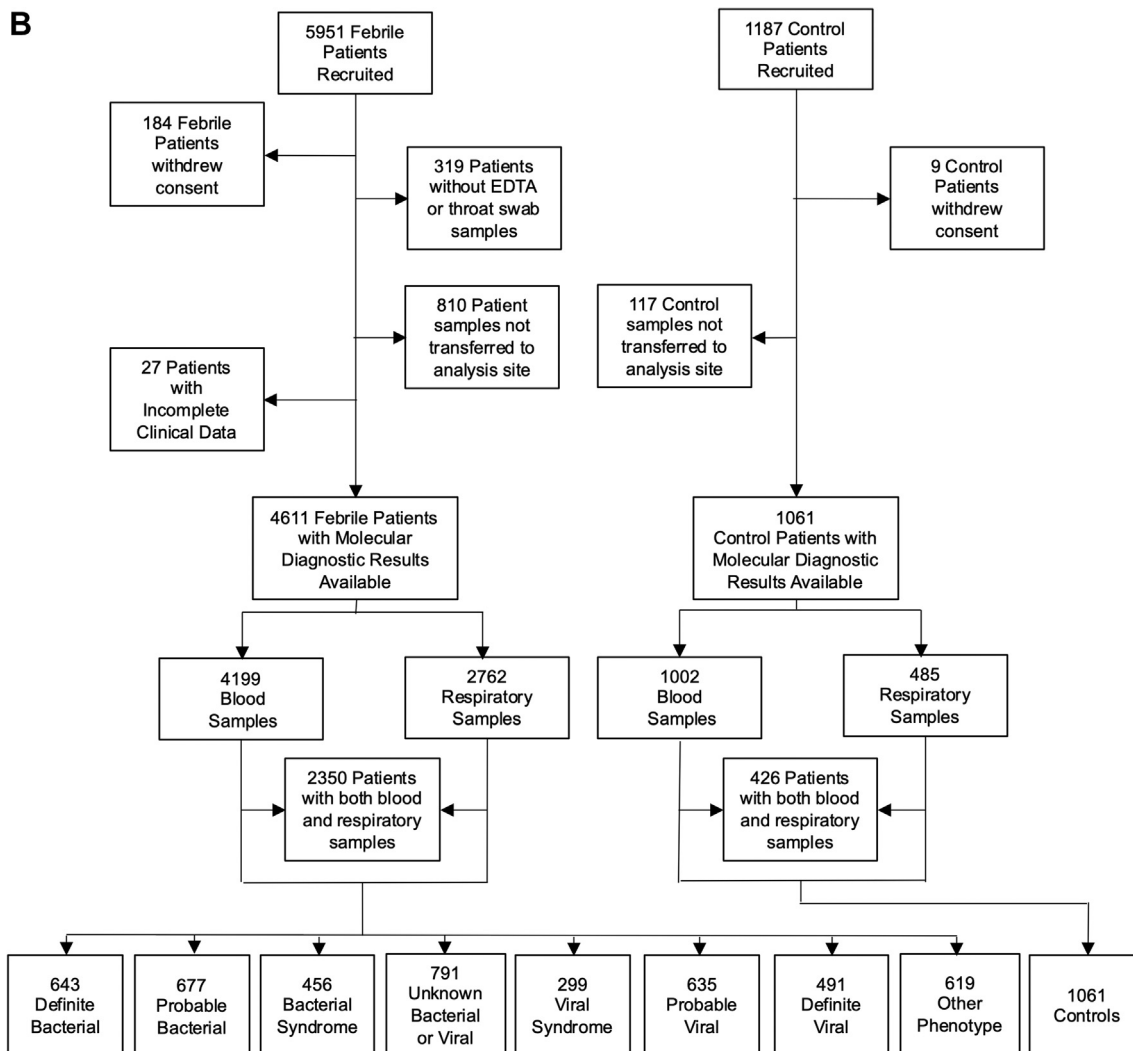 B
5951 Febrile
Patients
Recruited
1187 Control
Patients
Recruited
184 Febrile
Patients
withdrew
consent
319 Patients
without EDTA
or throat swab
samples
9 Control
Patients
withdrew
consent
810 Patient
samples not
transferred to
analysis site
117 Control
samples not
transferred to
analysis site
27 Patients
with
Incomplete
Clinical Data
4611 Febrile Patients
with Molecular
Diagnostic Results
Available
1061
Control Patients with
Molecular Diagnostic
Results Available
4199
Blood
Samples
2762
Respiratory
Samples
1002
Blood
Samples
485
Respiratory
Samples
2350 Patients
with both blood
and respiratory
samples
426 Patients
with both blood
and respiratory
samples
643
Definite
Bacterial
677
Probable
Bacterial
456
Bacterial
Syndrome
791
Unknown
Bacterial
or Viral
299
Viral
Syndrome
635
Probable
Viral
491
Definite
Viral
619
Other
Phenotype
1061
Controls